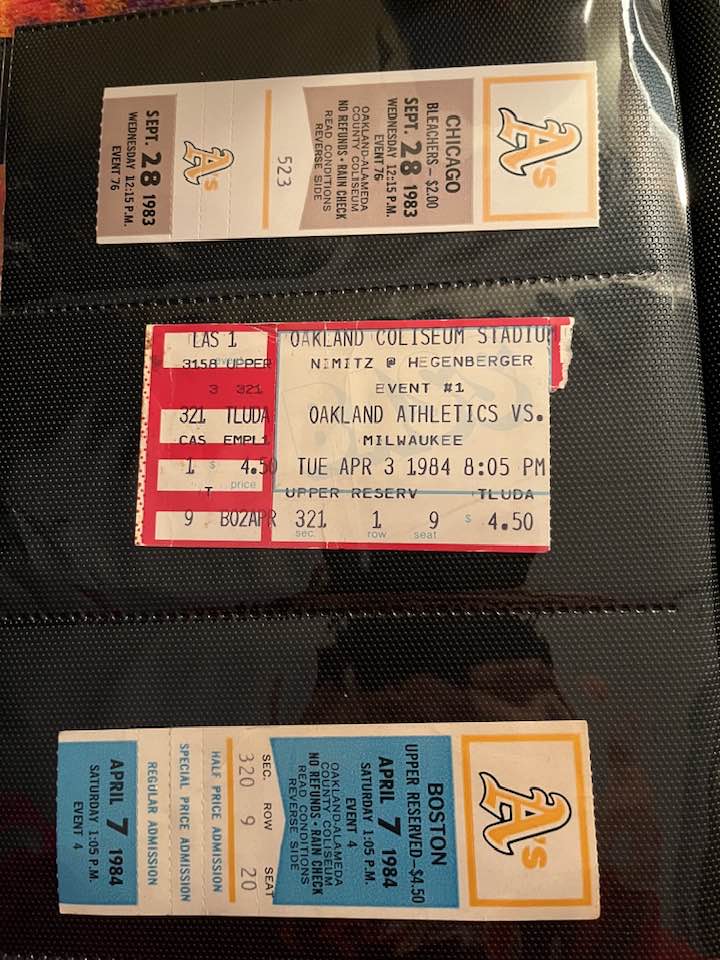 A's
CHICAGO
BLEACHERS – $2.00
SEPT. 28 1983
WEDNESDAY 12:15 P.M.
EVENT 76
OAKLAND-ALAMEDA
COUNTY COLISEUM
NO REFUNDS • RAIN CHECK
READ CONDITIONS
REVERSE SIDE
523
A's
SEPT. 28 1983
WEDNESDAY 12:15 P.M.
EVENT 76
LAS 1
3158 UPPER
event
3 321
321 TLUDA
CAS EMPL1
1 $ 4.50
T price
9 B02APR
OAKLAND COLISEUM STADIUM
NIMITZ @ HEGENBERGER
EVENT #1
OAKLAND ATHLETICS VS.
MILWAUKEE
TUE APR 3 1984 8:05 PM
UPPER RESERV TLUDA
321 1 9 $ 4.50
sec. row seat
A's
BOSTON
UPPER RESERVED–$4.50
APRIL 7 1984
SATURDAY 1:05 P.M.
EVENT 4
OAKLAND-ALAMEDA
COUNTY COLISEUM
NO REFUNDS • RAIN CHECK
READ CONDITIONS
REVERSE SIDE
SEC. ROW SEAT
320 9 20
HALF PRICE ADMISSION
SPECIAL PRICE ADMISSION
REGULAR ADMISSION
APRIL 7 1984
SATURDAY 1:05 P.M.
EVENT 4